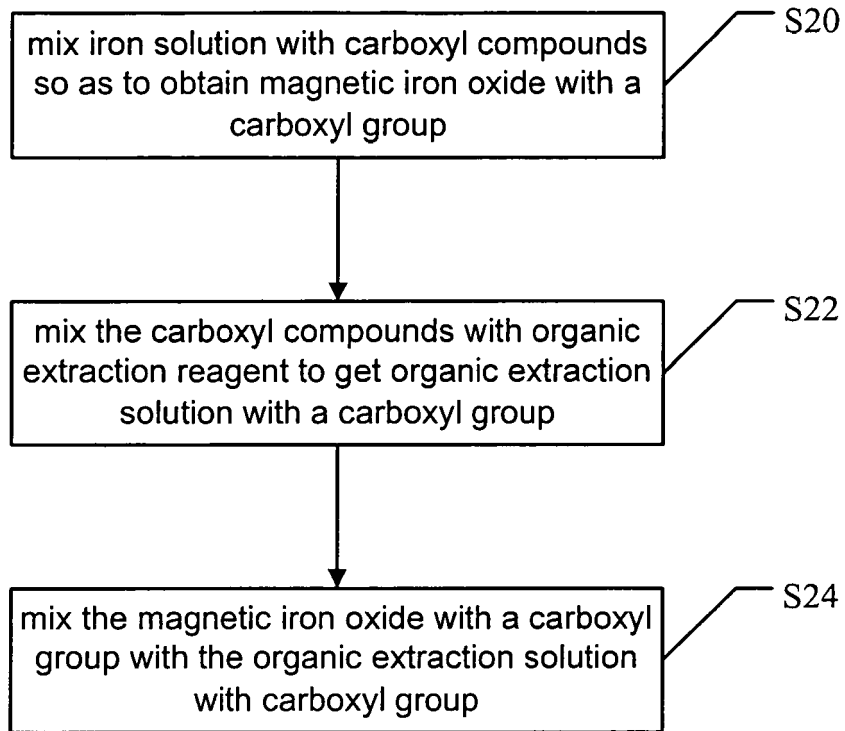 mix iron solution with carboxyl compounds
so as to obtain magnetic iron oxide with a
carboxyl group
S20
mix the carboxyl compounds with organic
extraction reagent to get organic extraction
solution with a carboxyl group
S22
mix the magnetic iron oxide with a carboxyl
group with the organic extraction solution
with carboxyl group
S24